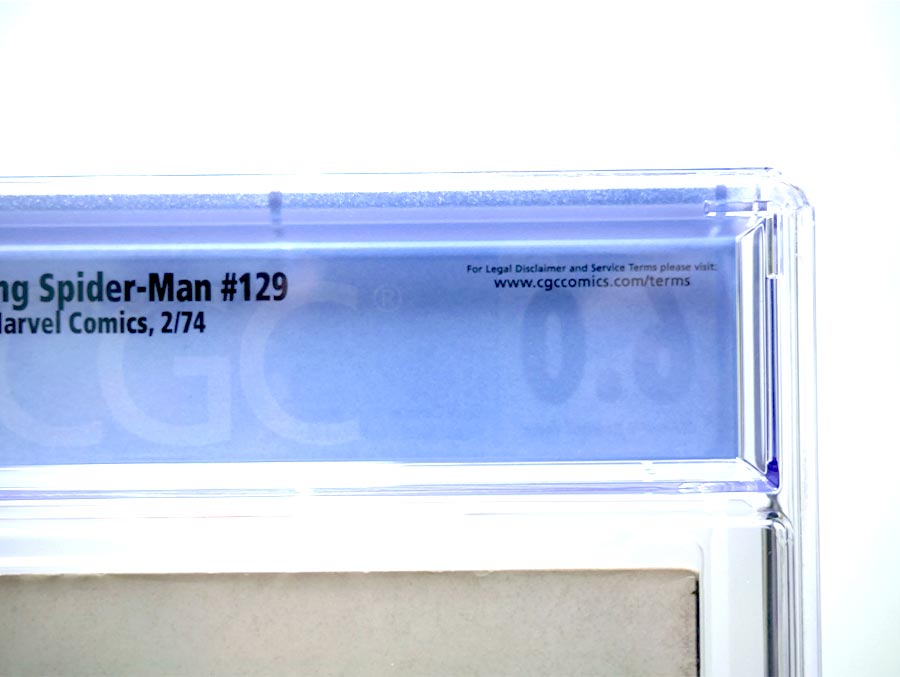 ng Spider-Man #129
Marvel Comics, 2/74
For Legal Disclaimer and Service Terms please visit:
www.cgccomics.com/terms
CGC®